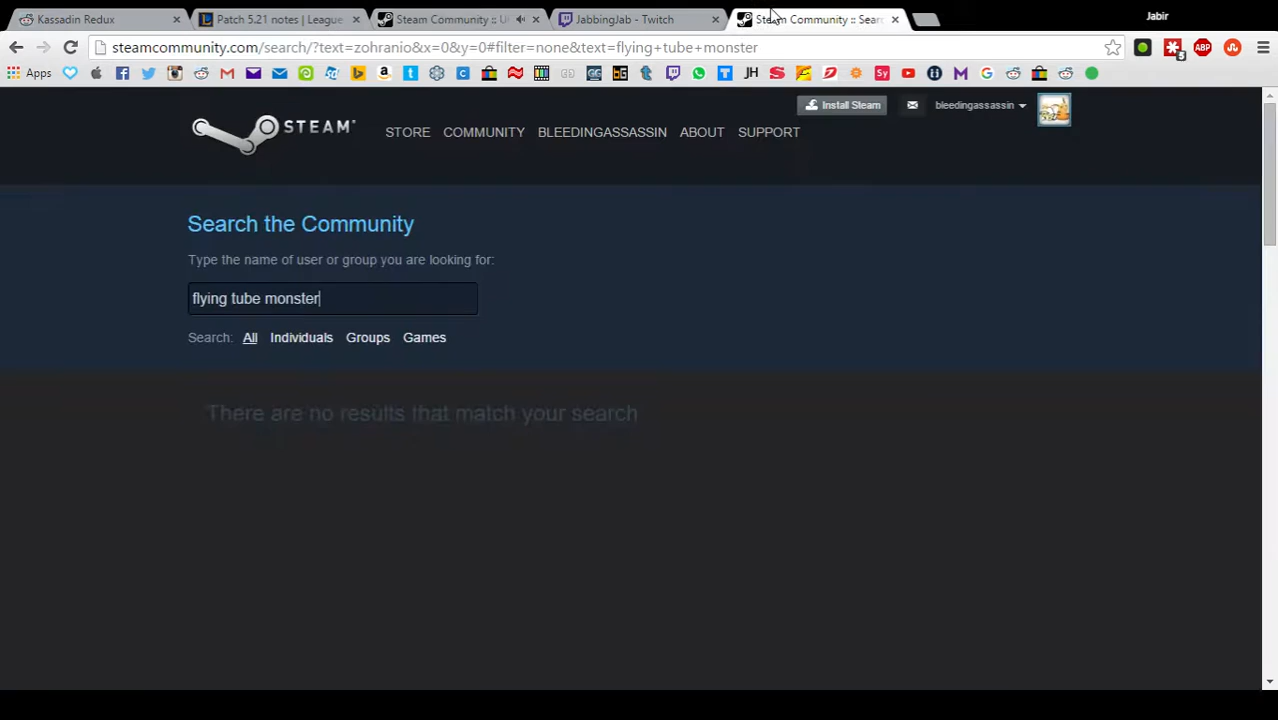 Kassadin Redux
Patch 5.21 notes | League
Steam Community :: U
JabbingJab - Twitch
Steam Community :: Sear
Jabir
steamcommunity.com/search/?text=zohranio&x=0&y=0#filter=none&text=flying+tube+monster
Apps
Install Steam
bleedingassassin
STEAM
STORE COMMUNITY BLEEDINGASSASSIN ABOUT SUPPORT
Search the Community
Type the name of user or group you are looking for:
flying tube monster
Search: All Individuals Groups Games
There are no results that match your search